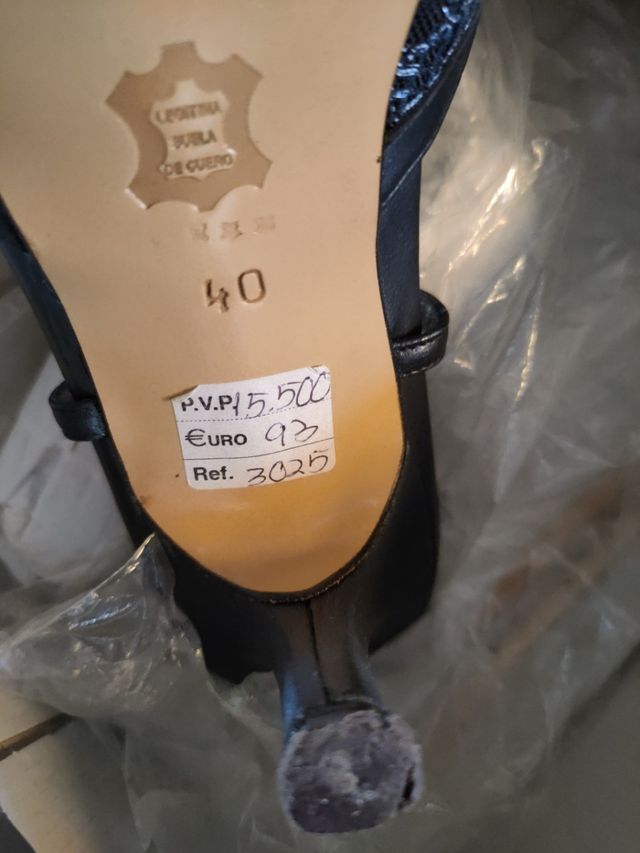 LEGITIMA
SUELA
DE CUERO
40
P.V.P. 15.500
€URO 93
Ref. 3025